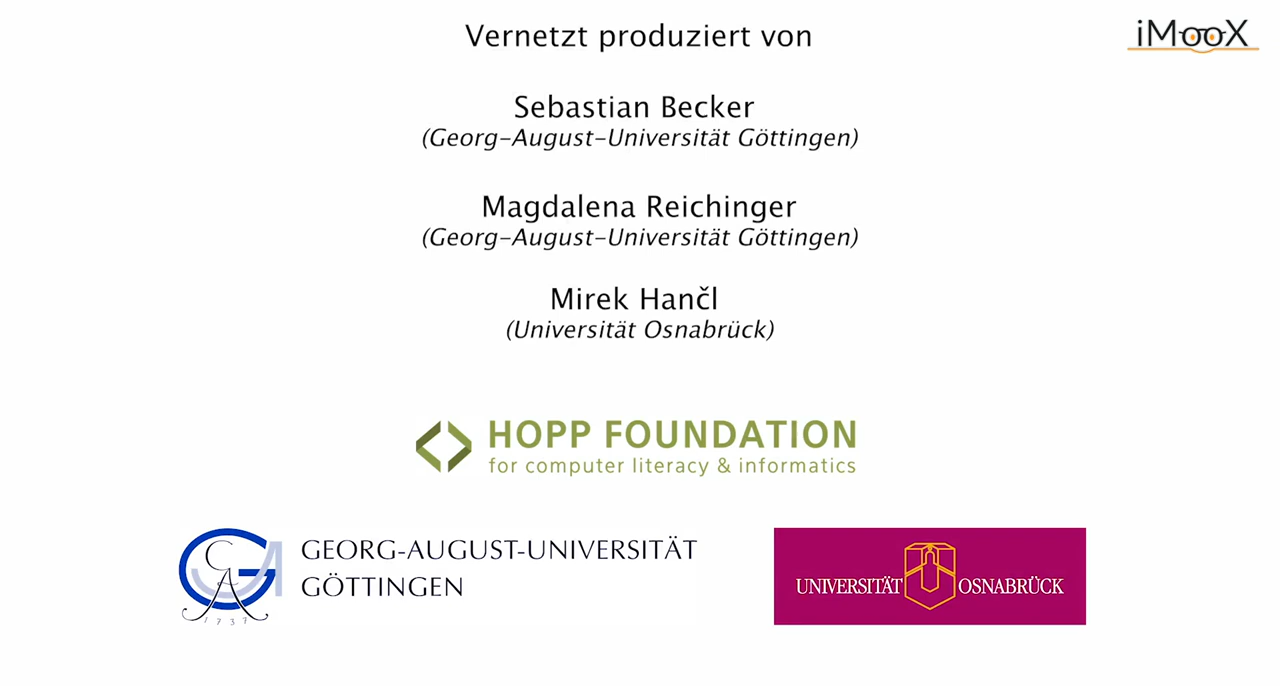 Vernetzt produziert von
iMooX
Sebastian Becker
(Georg-August-Universität Göttingen)
Magdalena Reichinger
(Georg-August-Universität Göttingen)
Mirek Hančl
(Universität Osnabrück)
HOPP FOUNDATION
for computer literacy & informatics
GEORG-AUGUST-UNIVERSITÄT
GÖTTINGEN
1737
UNIVERSITÄT OSNABRÜCK